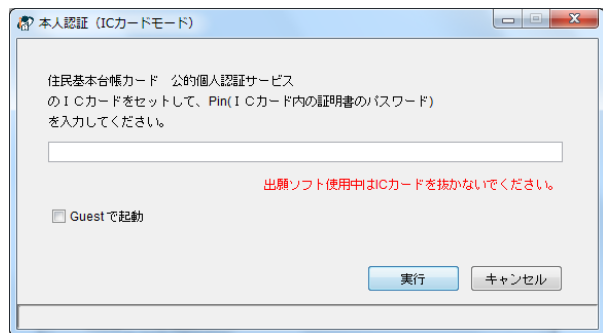 本人認証（ICカードモード）
住民基本台帳カード　公的個人認証サービス
のＩＣカードをセットして、Pin(ＩＣカード内の証明書のパスワード)
を入力してください。
出願ソフト使用中はICカードを抜かないでください。
Guestで起動
実行
キャンセル